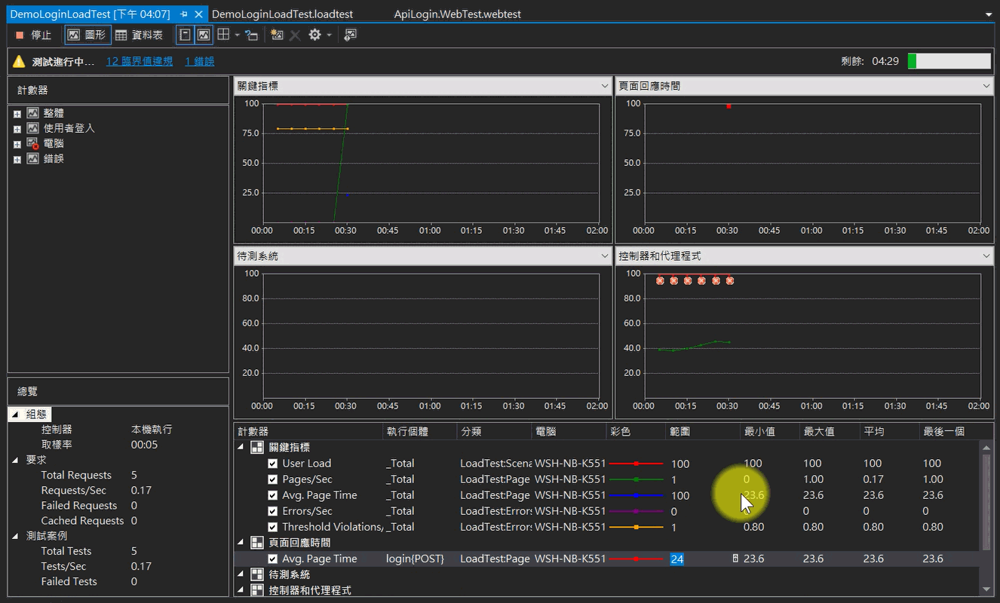 DemoLoginLoadTest [下午 04:07] DemoLoginLoadTest.loadtest ApiLogin.WebTest.webtest
停止 圖形 資料表
測試進行中... 12 臨界值違規 1 錯誤 剩餘: 04:29
計數器
整體
使用者登入
電腦
錯誤
關鍵指標
100
75.0
50.0
25.0
00:00 00:15 00:30 00:45 01:00 01:15 01:30 01:45 02:00
頁面回應時間
100
75.0
50.0
25.0
00:00 00:15 00:30 00:45 01:00 01:15 01:30 01:45 02:00
待測系統
100
80.0
60.0
40.0
20.0
00:00 00:15 00:30 00:45 01:00 01:15 01:30 01:45 02:00
控制器和代理程式
100
80.0
60.0
40.0
20.0
00:00 00:15 00:30 00:45 01:00 01:15 01:30 01:45 02:00
總覽
組態
控制器 本機執行
取樣率 00:05
要求
Total Requests 5
Requests/Sec 0.17
Failed Requests 0
Cached Requests 0
測試案例
Total Tests 5
Tests/Sec 0.17
Failed Tests 0
計數器 執行個體 分類 電腦 彩色 範圍 最小值 最大值 平均 最後一個
關鍵指標
User Load _Total LoadTest:Scena WSH-NB-K551 100 100 100 100 100
Pages/Sec _Total LoadTest:Page WSH-NB-K551 1 0 1.00 0.17 1.00
Avg. Page Time _Total LoadTest:Page WSH-NB-K551 100 23.6 23.6 23.6 23.6
Errors/Sec _Total LoadTest:Errors WSH-NB-K551 0 0 0 0 0
Threshold Violations/ _Total LoadTest:Errors WSH-NB-K551 1 0.80 0.80 0.80 0.80
頁面回應時間
Avg. Page Time login{POST} LoadTest:Page WSH-NB-K551 24 23.6 23.6 23.6 23.6
待測系統
控制器和代理程式